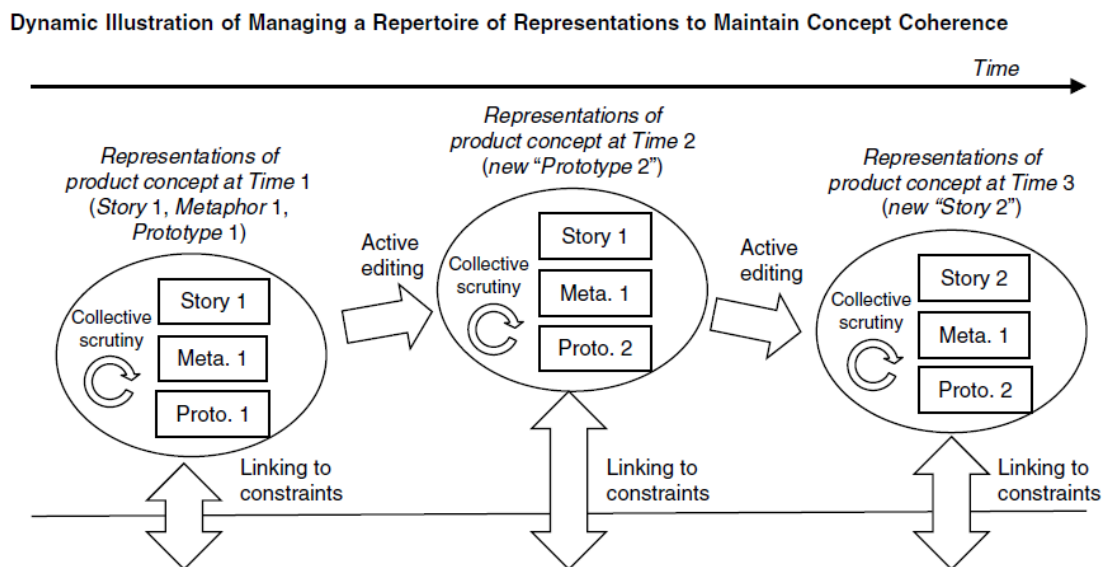 Dynamic Illustration of Managing a Repertoire of Representations to Maintain Concept Coherence
Time
Representations of
product concept at Time 1
(Story 1, Metaphor 1,
Prototype 1)
Collective
scrutiny
Story 1
Meta. 1
Proto. 1
Linking to
constraints
Active
editing
Representations of
product concept at Time 2
(new “Prototype 2”)
Collective
scrutiny
Story 1
Meta. 1
Proto. 2
Linking to
constraints
Active
editing
Representations of
product concept at Time 3
(new “Story 2”)
Collective
scrutiny
Story 2
Meta. 1
Proto. 2
Linking to
constraints